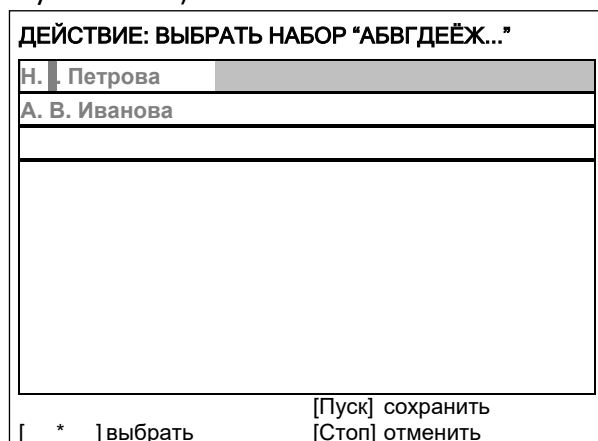 ДЕЙСТВИЕ: ВЫБРАТЬ НАБОР “АБВГДЕЁЖ...”
Н. . Петрова
А. В. Иванова
[Пуск] сохранить
[ * ] выбрать [Стоп] отменить